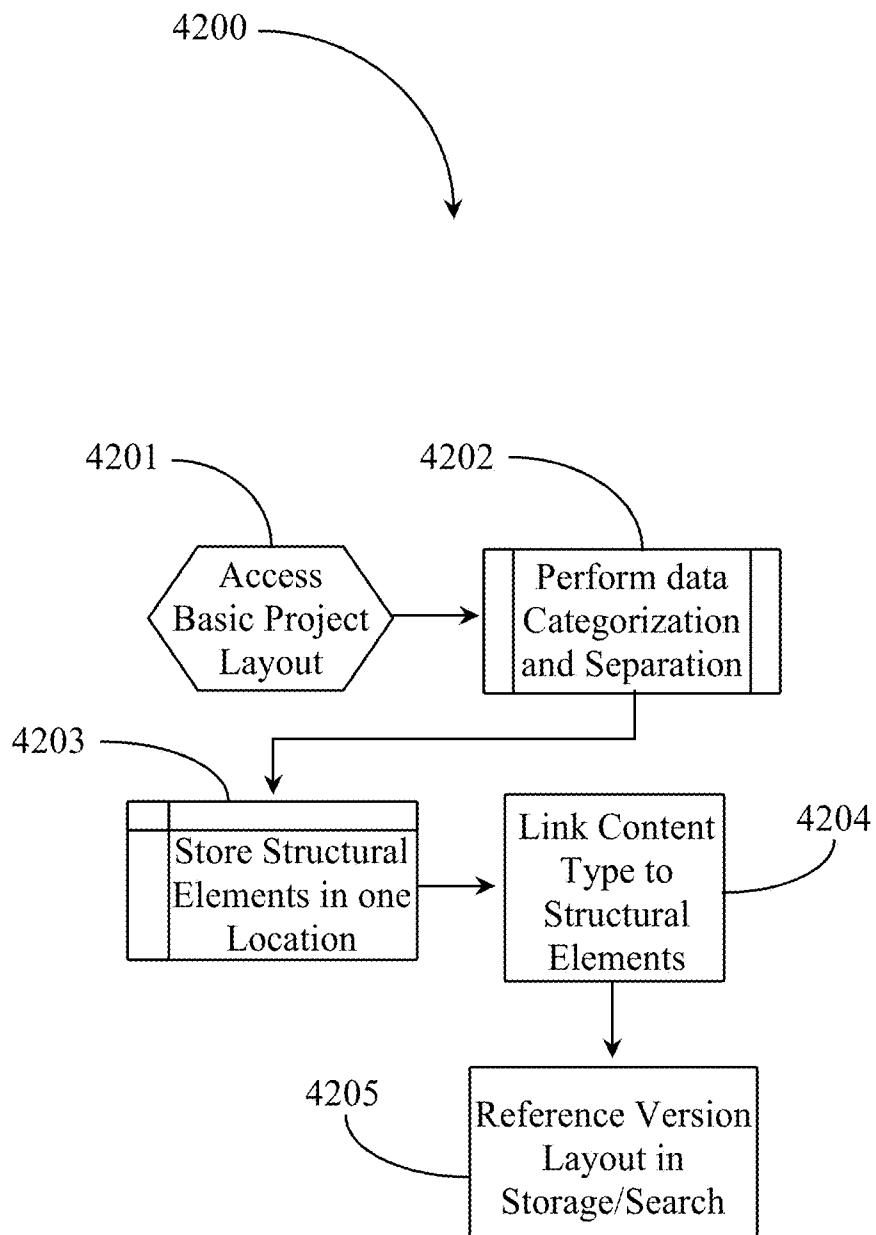 4200
4201
4202
Access
Basic Project
Layout
Perform data
Categorization
and Separation
4203
Store Structural
Elements in one
Location
Link Content
Type to
Structural
Elements
4204
4205
Reference Version
Layout in
Storage/Search